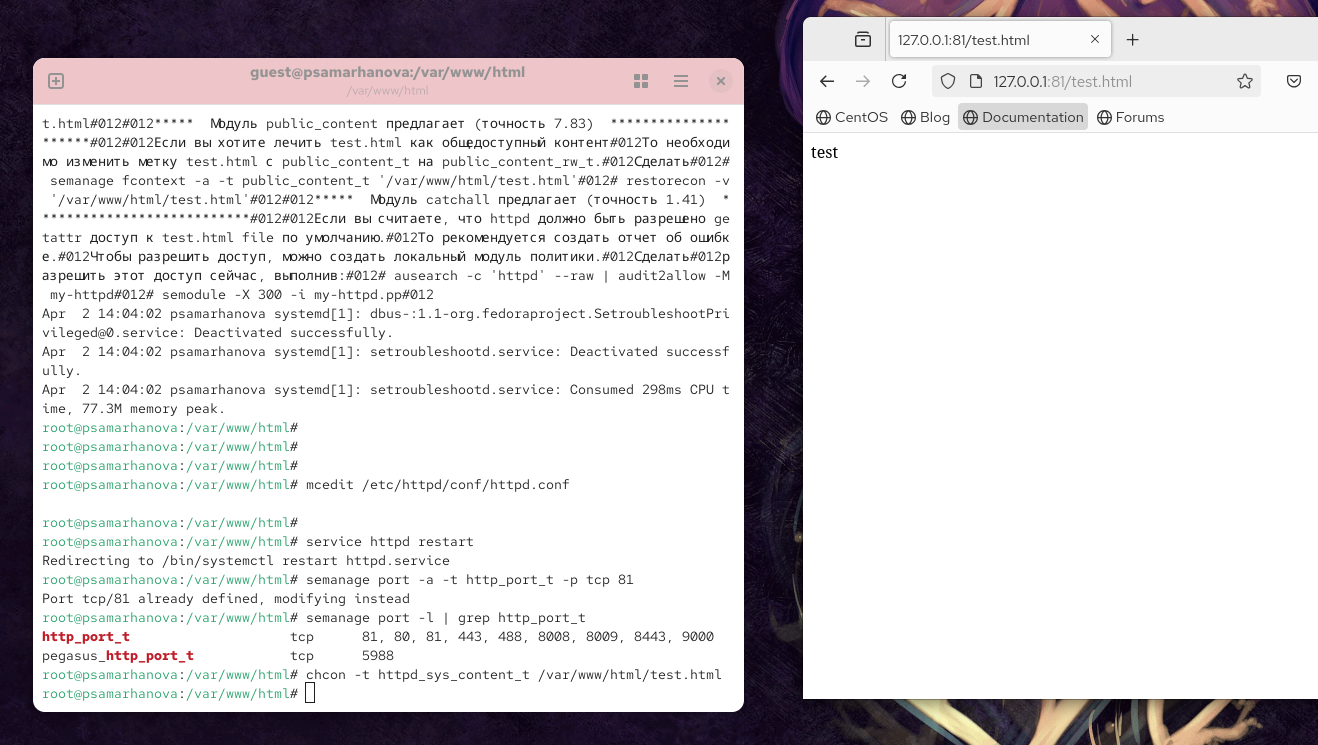 guest@psamarhanova:/var/www/html
/var/www/html
t.html#012#012*****  Модуль public_content предлагает (точность 7.83)  ***************
******#012#012Если вы хотите лечить test.html как общедоступный контент#012То необходи
мо изменить метку test.html с public_content_t на public_content_rw_t.#012Сделать#012#
 semanage fcontext -a -t public_content_t '/var/www/html/test.html'#012# restorecon -v
 '/var/www/html/test.html'#012#012*****  Модуль catchall предлагает (точность 1.41)  *
**************************#012#012Если вы считаете, что httpd должно быть разрешено ge
tattr доступ к test.html file по умолчанию.#012То рекомендуется создать отчет об ошибк
е.#012Чтобы разрешить доступ, можно создать локальный модуль политики.#012Сделать#012р
азрешить этот доступ сейчас, выполнив:#012# ausearch -c 'httpd' --raw | audit2allow -M
 my-httpd#012# semodule -X 300 -i my-httpd.pp#012
Apr  2 14:04:02 psamarhanova systemd[1]: dbus-:1.1-org.fedoraproject.SetroubleshootPri
vileged@0.service: Deactivated successfully.
Apr  2 14:04:02 psamarhanova systemd[1]: setroubleshootd.service: Deactivated successf
ully.
Apr  2 14:04:02 psamarhanova systemd[1]: setroubleshootd.service: Consumed 298ms CPU t
ime, 77.3M memory peak.
root@psamarhanova:/var/www/html#
root@psamarhanova:/var/www/html#
root@psamarhanova:/var/www/html#
root@psamarhanova:/var/www/html# mcedit /etc/httpd/conf/httpd.conf
root@psamarhanova:/var/www/html#
root@psamarhanova:/var/www/html# service httpd restart
Redirecting to /bin/systemctl restart httpd.service
root@psamarhanova:/var/www/html# semanage port -a -t http_port_t -p tcp 81
Port tcp/81 already defined, modifying instead
root@psamarhanova:/var/www/html# semanage port -l | grep http_port_t
http_port_t                    tcp      81, 80, 81, 443, 488, 8008, 8009, 8443, 9000
pegasus_http_port_t            tcp      5988
root@psamarhanova:/var/www/html# chcon -t httpd_sys_content_t /var/www/html/test.html
root@psamarhanova:/var/www/html#
127.0.0.1:81/test.html
127.0.0.1:81/test.html
CentOS Blog Documentation Forums
test